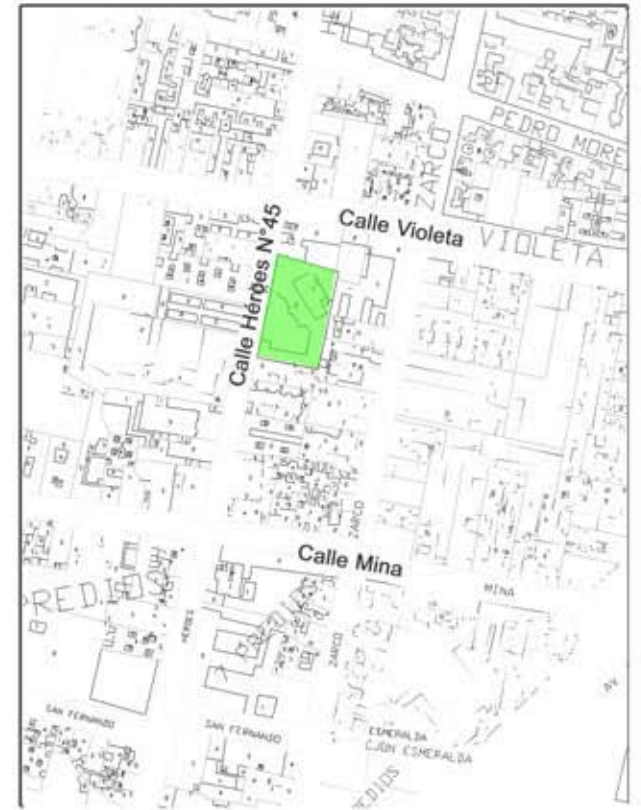 PEDRO MORE
ZARCO
Calle Violeta
VIOLETA
Calle Héroes N°45
ZARCO
Calle Mina
MINA
HEROES
ZARCO
AV
SAN FERNANDO
SAN FERNANDO
ESMERALDA
CJON ESMERALDA